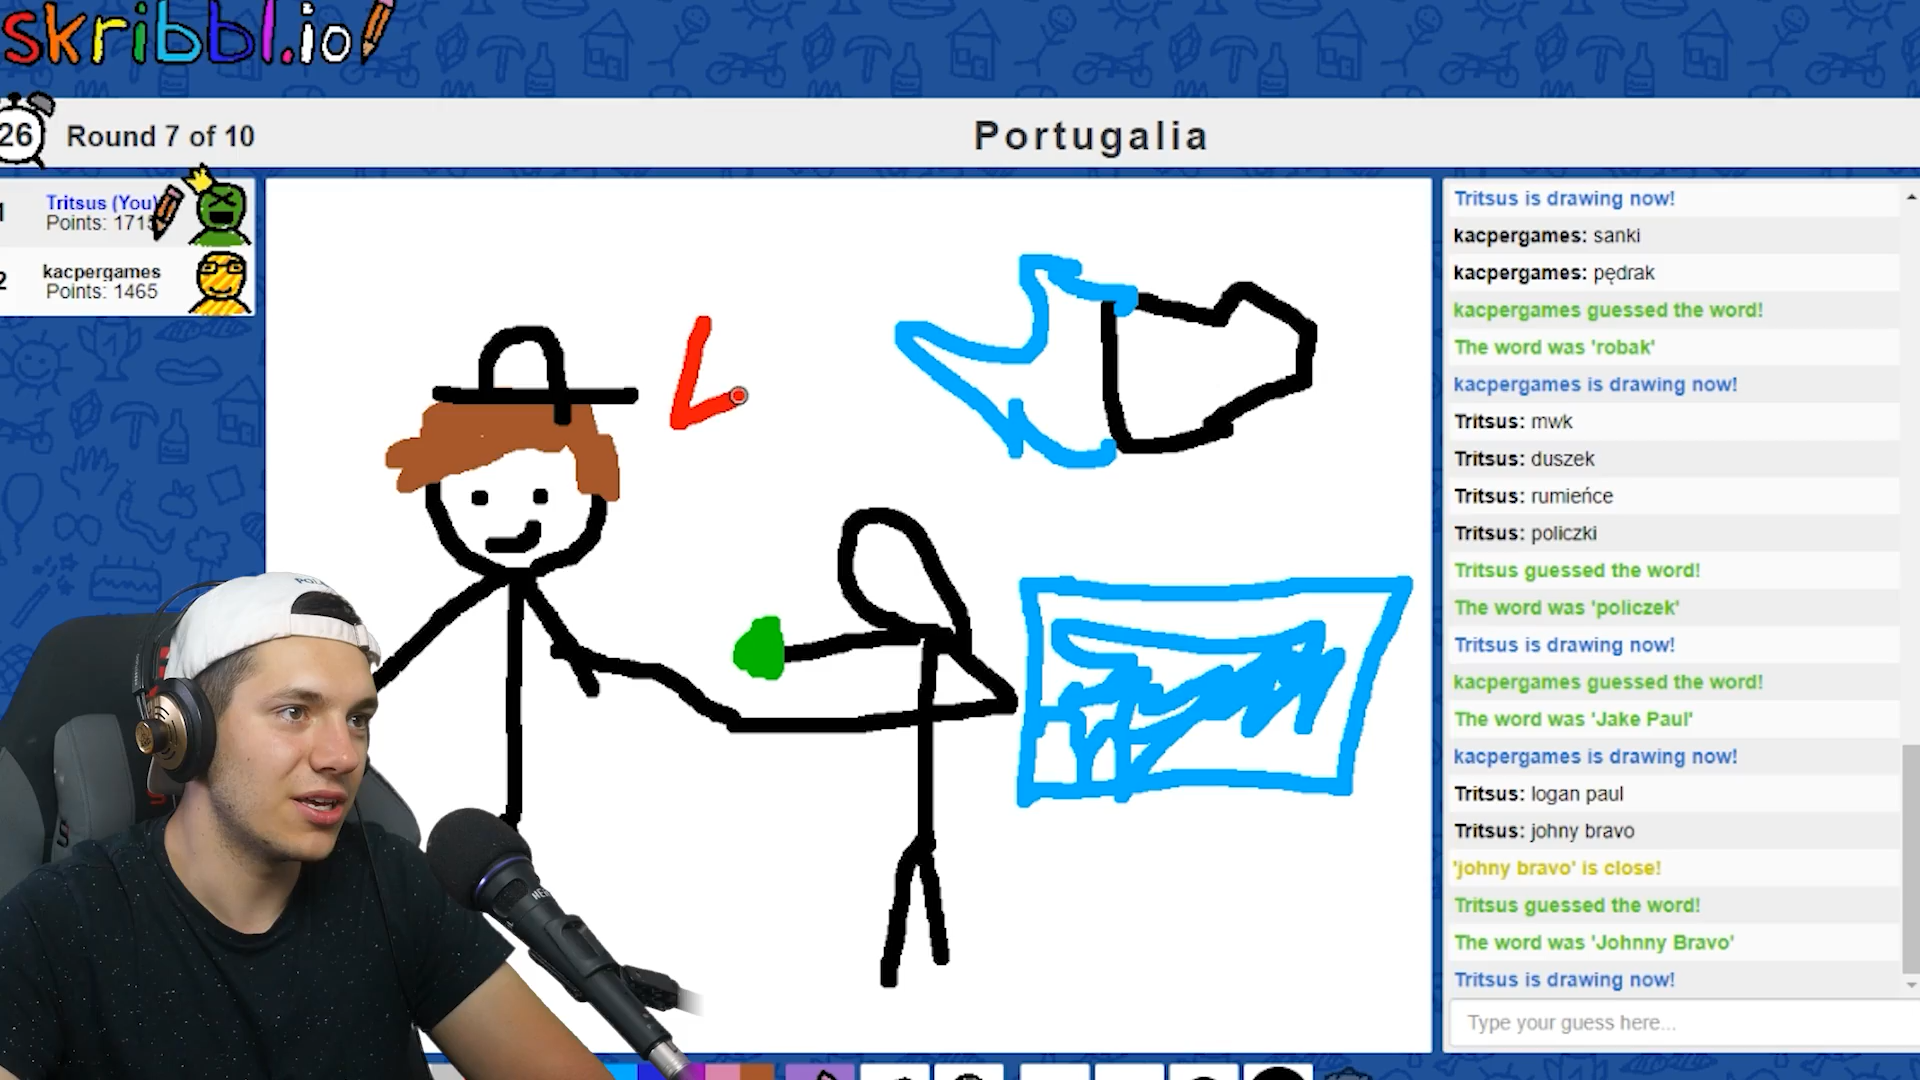 skribbl.io
26
Round 7 of 10
Portugalia
1
Tritsus (You)
Points: 1715
2
kacpergames
Points: 1465
Tritsus is drawing now!
kacpergames: sanki
kacpergames: pędrak
kacpergames guessed the word!
The word was 'robak'
kacpergames is drawing now!
Tritsus: mwk
Tritsus: duszek
Tritsus: rumieńce
Tritsus: policzki
Tritsus guessed the word!
The word was 'policzek'
Tritsus is drawing now!
kacpergames guessed the word!
The word was 'Jake Paul'
kacpergames is drawing now!
Tritsus: logan paul
Tritsus: johny bravo
'johny bravo' is close!
Tritsus guessed the word!
The word was 'Johnny Bravo'
Tritsus is drawing now!
Type your guess here...